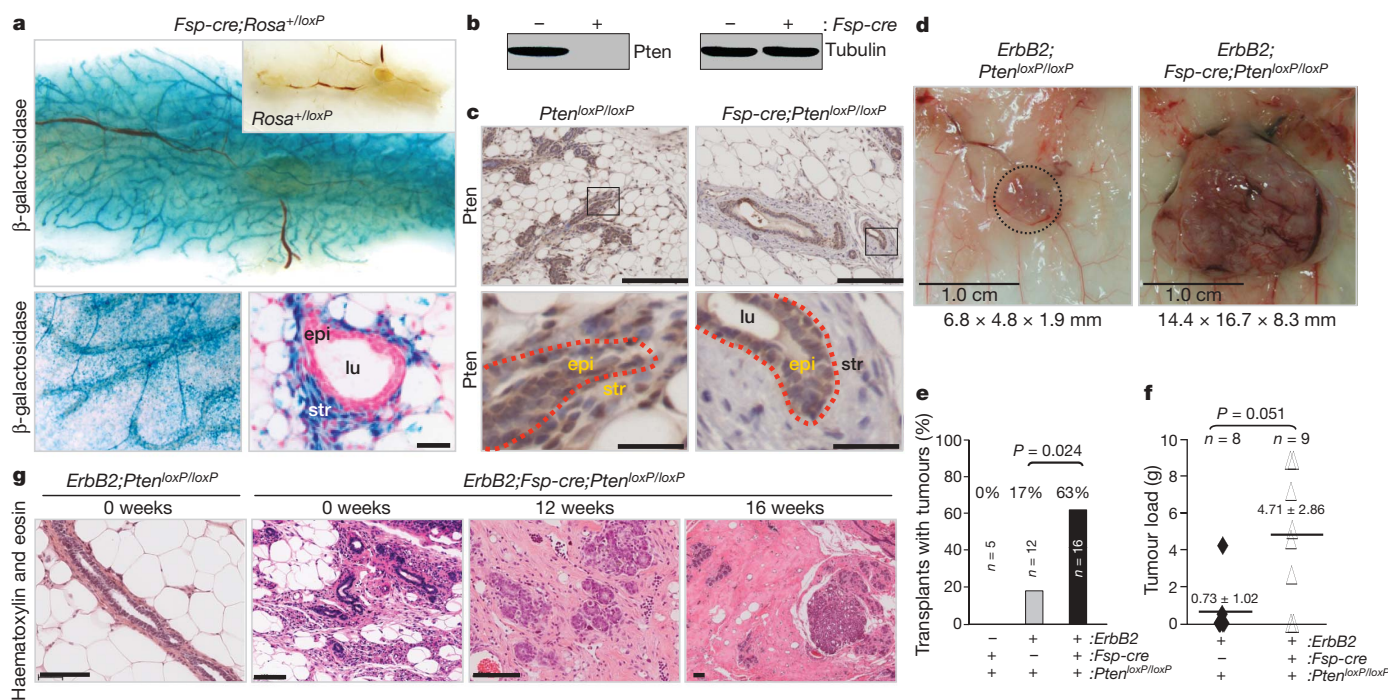 a
Fsp-cre;Rosa+/loxP
β-galactosidase
Rosa+/loxP
β-galactosidase
epi
lu
str
b
– + : Fsp-cre
Pten
Tubulin
c
PtenloxP/loxP
Fsp-cre;PtenloxP/loxP
Pten
Pten
epi
str
lu
epi
str
d
ErbB2;
PtenloxP/loxP
ErbB2;
Fsp-cre;PtenloxP/loxP
1.0 cm
1.0 cm
6.8 × 4.8 × 1.9 mm
14.4 × 16.7 × 8.3 mm
e
Transplants with tumours (%)
P = 0.024
100
80
60
40
20
0
0% 17% 63%
n = 5
n = 12
n = 16
– + + :ErbB2
+ – + :Fsp-cre
+ + + :PtenloxP/loxP
f
P = 0.051
n = 8 n = 9
Tumour load (g)
10
8
6
4
2
0
4.71 ± 2.86
0.73 ± 1.02
+ + :ErbB2
– + :Fsp-cre
+ + :PtenloxP/loxP
g
ErbB2;PtenloxP/loxP
ErbB2;Fsp-cre;PtenloxP/loxP
0 weeks
0 weeks
12 weeks
16 weeks
Haematoxylin and eosin